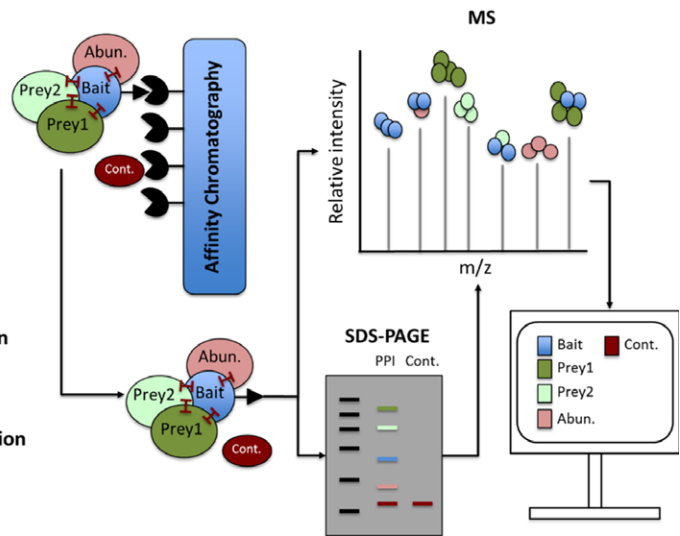 MS
Abun.
Prey2
Bait
Prey1
Cont.
Affinity Chromatography
Relative intensity
m/z
n
ion
Abun.
Prey2
Bait
Prey1
Cont.
SDS-PAGE
PPI Cont.
Bait Cont.
Prey1
Prey2
Abun.